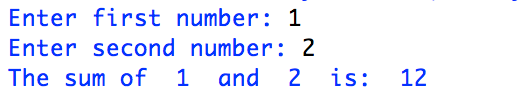 Enter first number: 1
Enter second number: 2
The sum of  1  and  2  is:  12